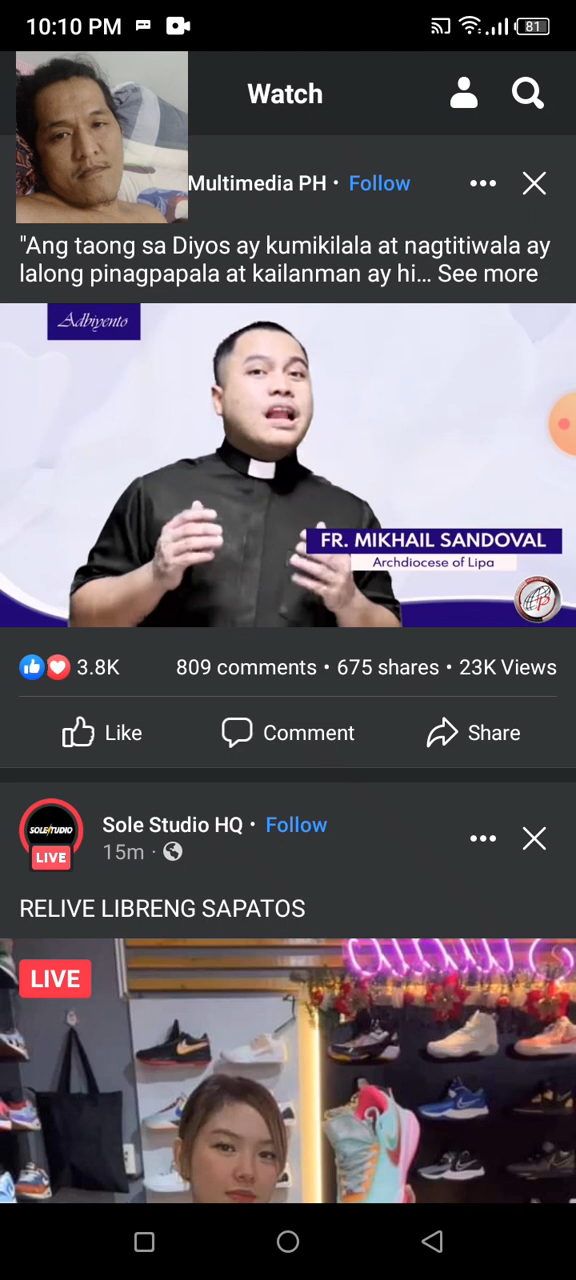 10:10 PM
81
Watch
Multimedia PH · Follow
"Ang taong sa Diyos ay kumikilala at nagtitiwala ay
lalong pinagpapala at kailanman ay hi... See more
Adbiyento
FR. MIKHAIL SANDOVAL
Archdiocese of Lipa
3.8K
809 comments · 675 shares · 23K Views
Like
Comment
Share
SOLE STUDIO
LIVE
Sole Studio HQ · Follow
15m ·
RELIVE LIBRENG SAPATOS
LIVE